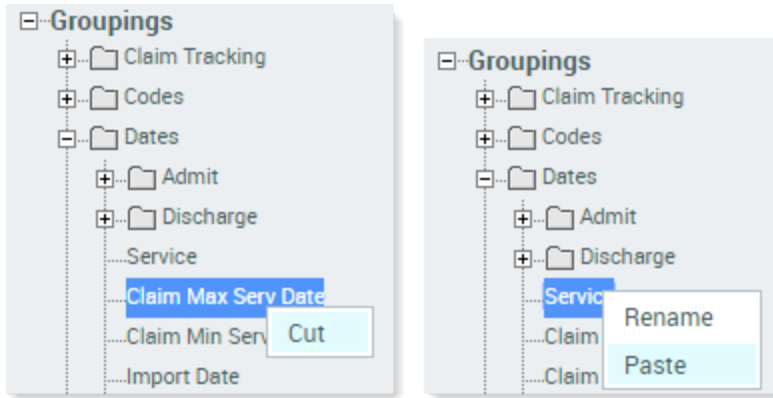 Groupings
Claim Tracking
Codes
Dates
Admit
Discharge
Service
Claim Max Serv Date
Claim Min Serv
Cut
Import Date
Groupings
Claim Tracking
Codes
Dates
Admit
Discharge
Servic
Rename
Claim
Paste
Claim